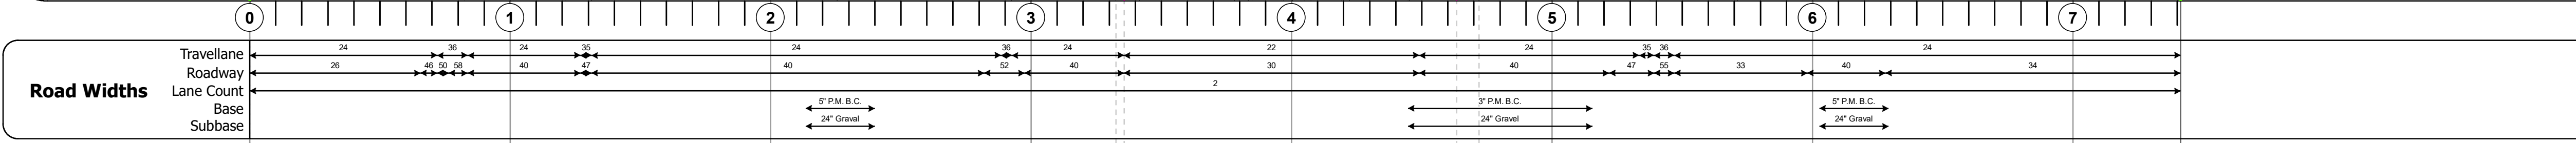 0 1 2 3 4 5 6 7
Travellane 24 36 24 35 24 36 24 22 24 35 36 24
Roadway 26 46 50 58 40 47 40 52 40 30 40 47 55 33 40 34
Road Widths
Lane Count 2
Base 5" P.M. B.C. 3" P.M. B.C. 5" P.M. B.C.
Subbase 24" Graval 24" Gravel 24" Graval